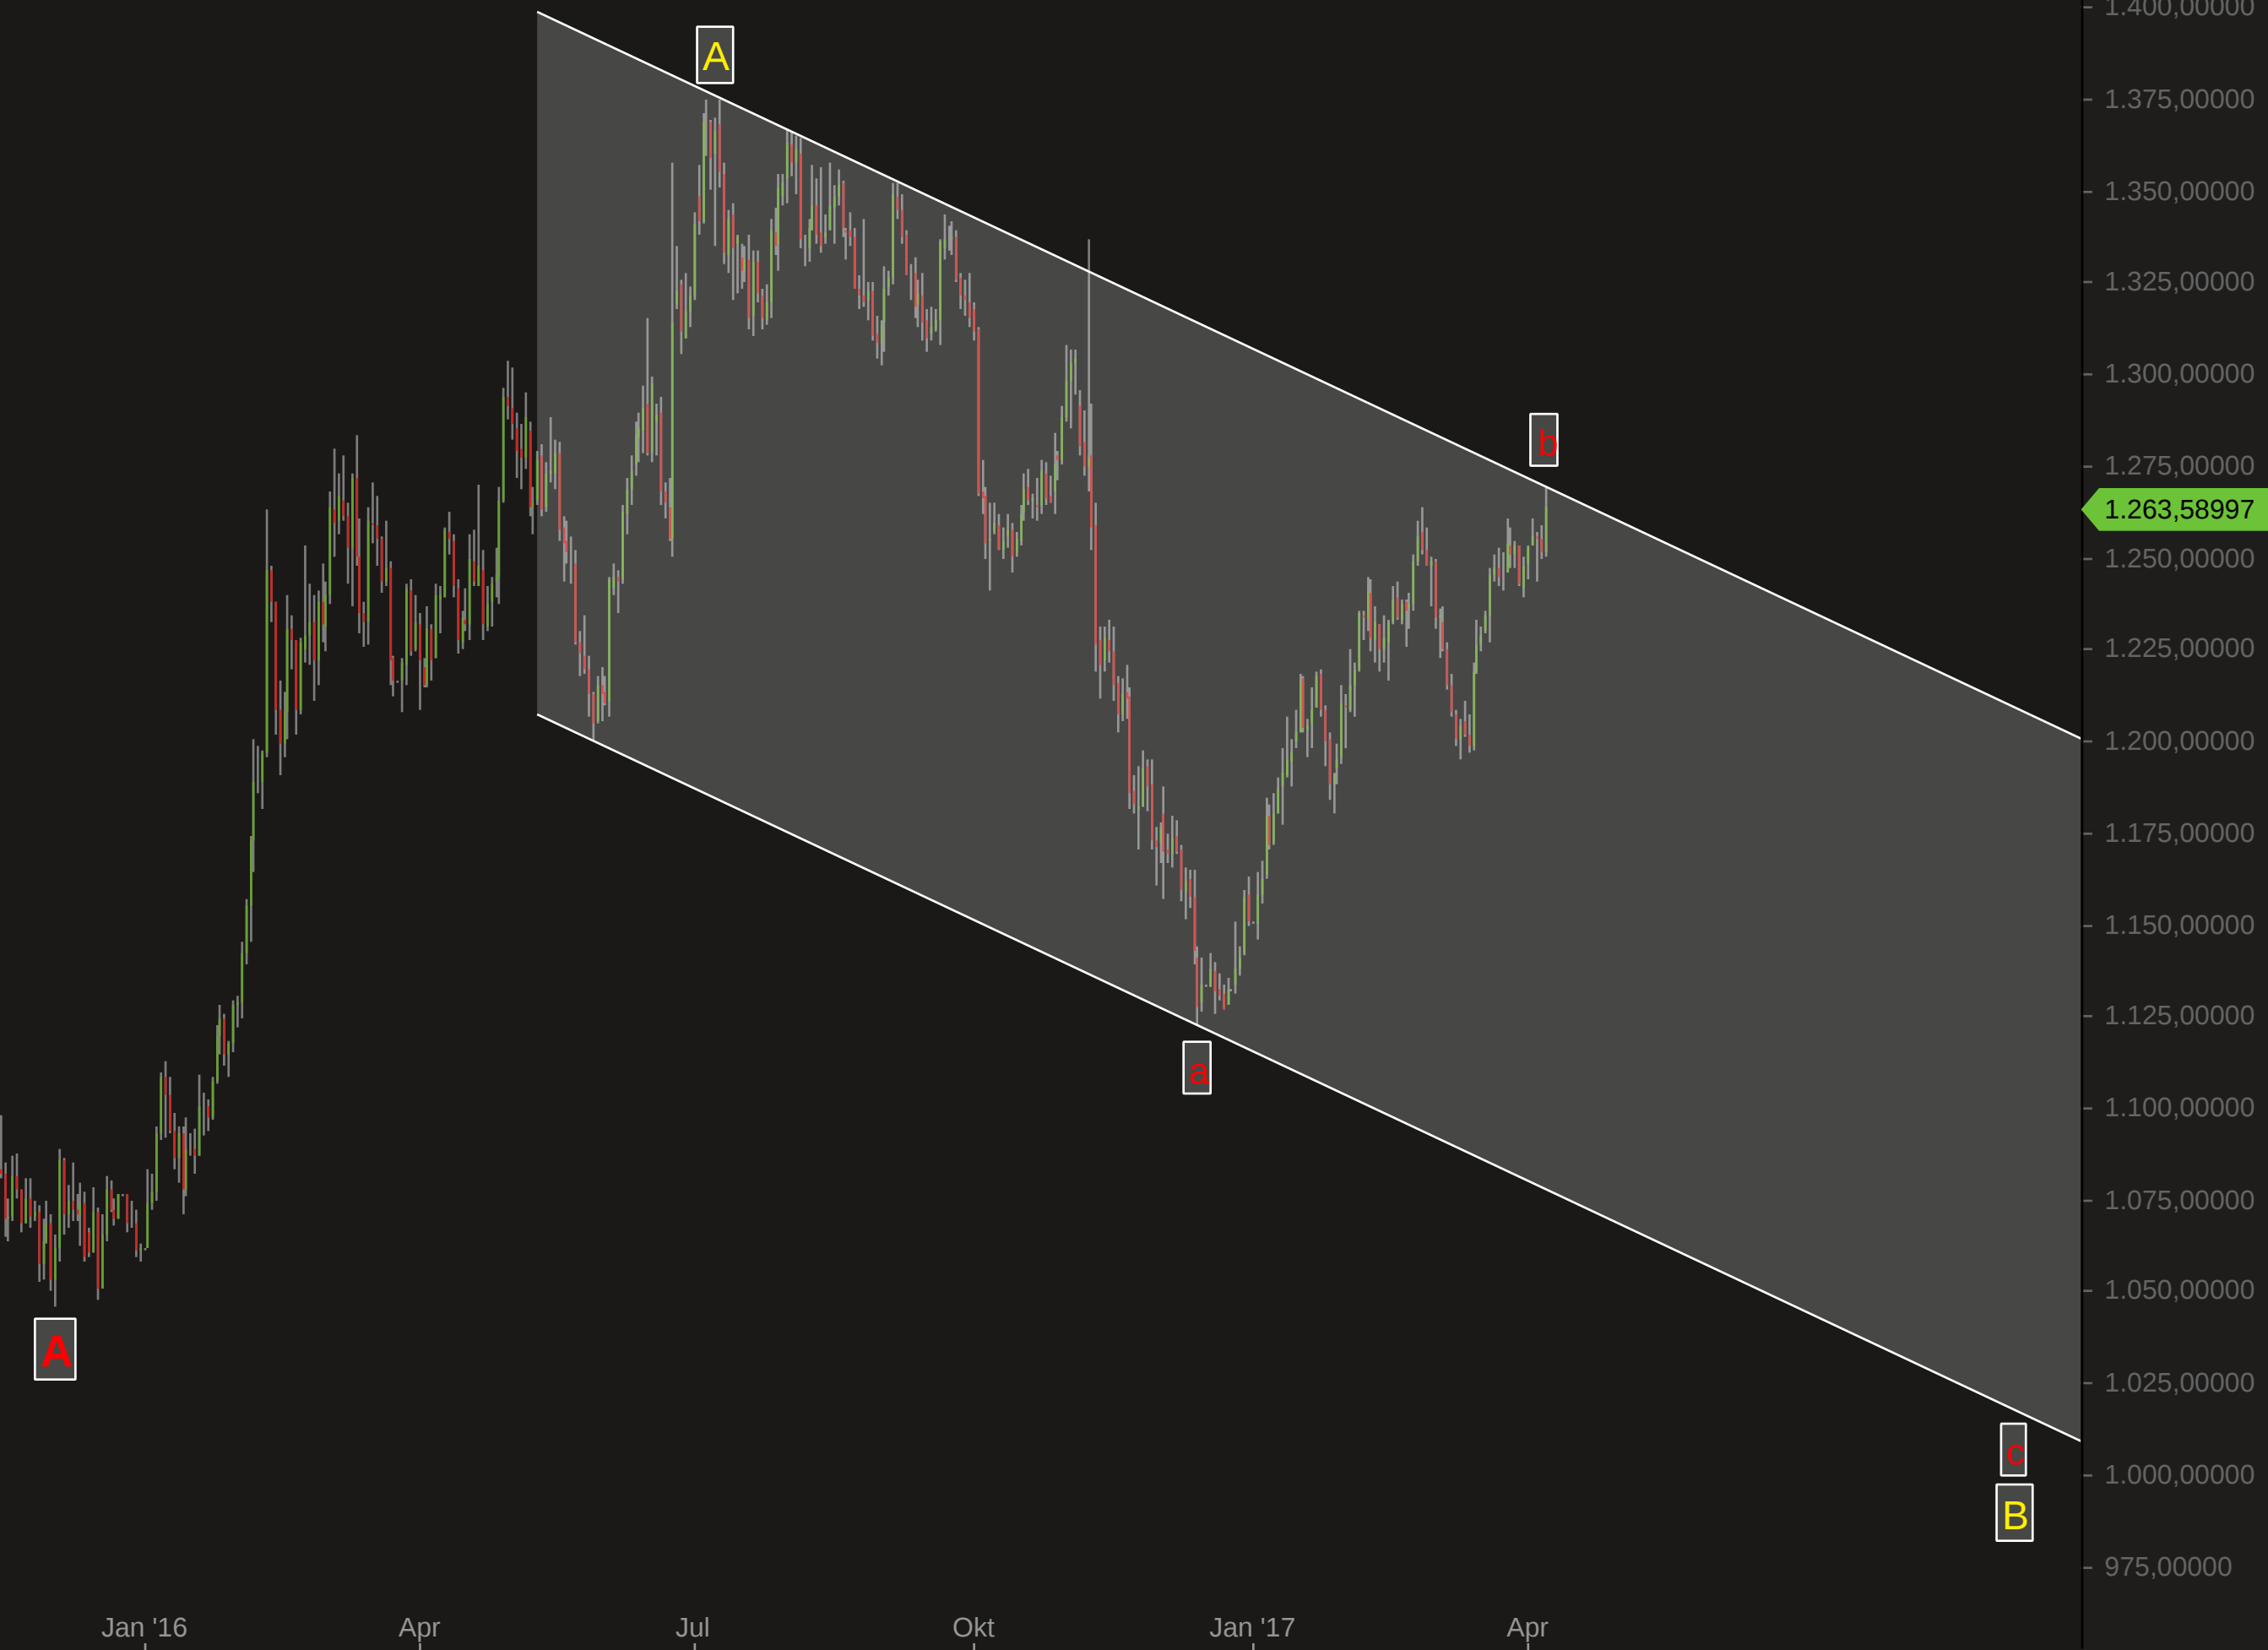 1.400,00000
A
1.375,00000
1.350,00000
1.325,00000
1.300,00000
b
1.275,00000
1.263,58997
1.250,00000
1.225,00000
1.200,00000
1.175,00000
1.150,00000
1.125,00000
a
1.100,00000
1.075,00000
1.050,00000
A
1.025,00000
c
1.000,00000
B
975,00000
Jan '16 Apr Jul Okt Jan '17 Apr